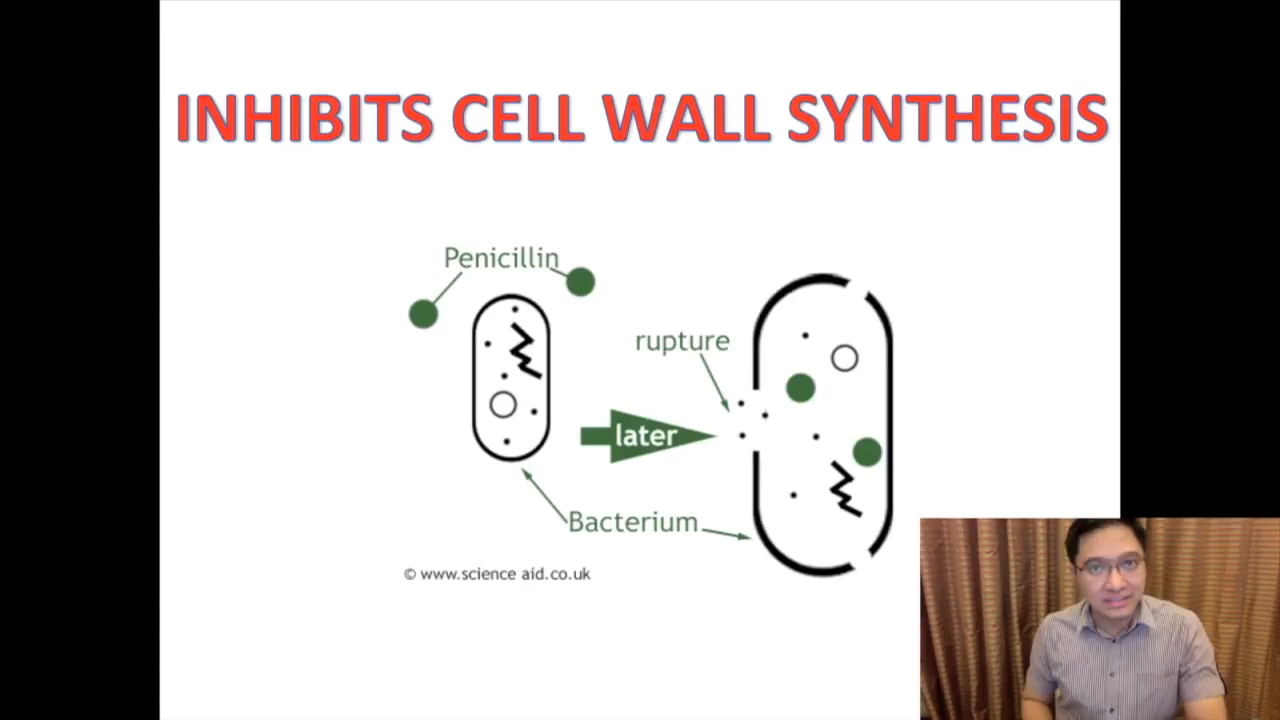 INHIBITS CELL WALL SYNTHESIS
Penicillin
rupture
later
Bacterium
© www.science aid.co.uk